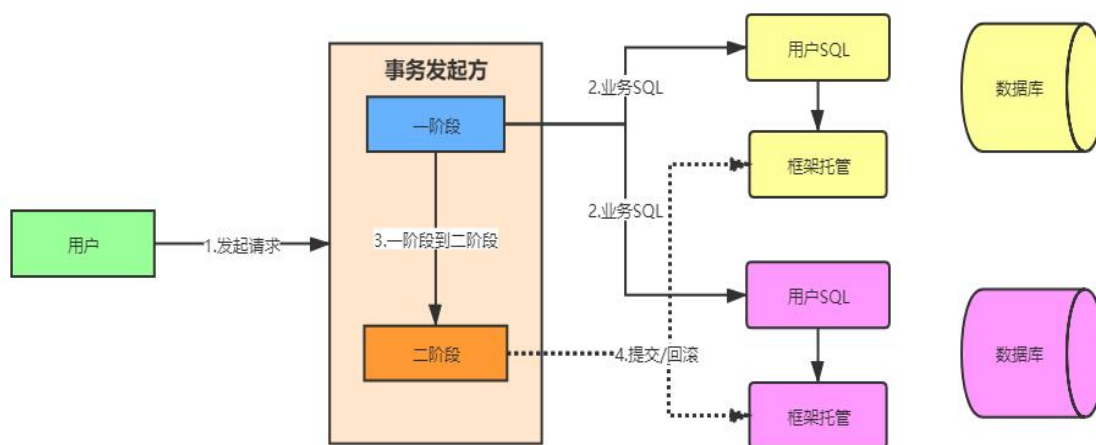 事务发起方
一阶段
3.一阶段到二阶段
二阶段
用户
1.发起请求
2.业务SQL
2.业务SQL
4.提交/回滚
用户SQL
框架托管
数据库
用户SQL
框架托管
数据库